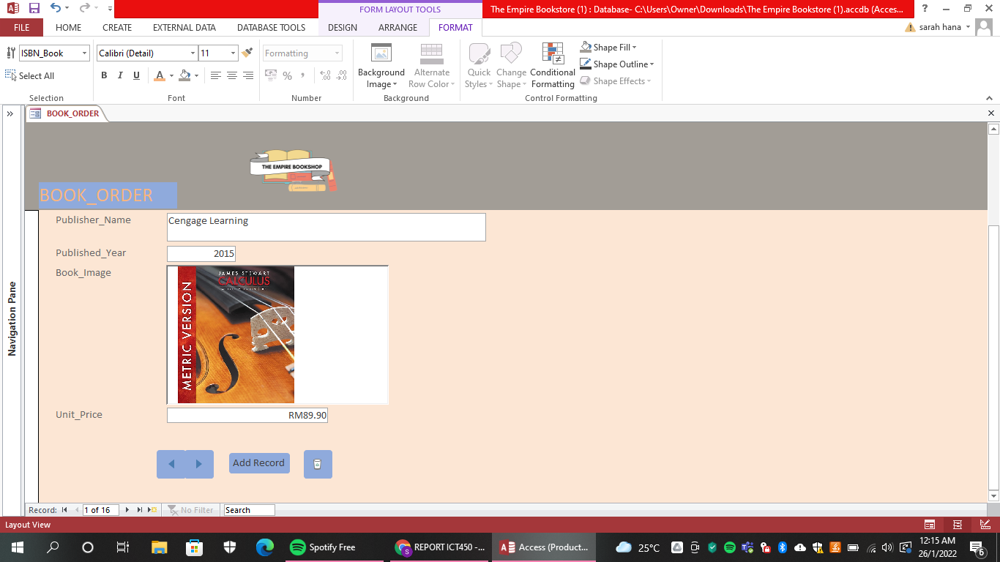 FORM LAYOUT TOOLS
The Empire Bookstore (1) : Database- C:\Users\Owner\Downloads\The Empire Bookstore (1).accdb (Acces...
FILE HOME CREATE EXTERNAL DATA DATABASE TOOLS DESIGN ARRANGE FORMAT sarah hana
ISBN_Book Calibri (Detail) 11 Formatting
Select All
B I U A % ,
Background Image
Alternate Row Color
Quick Styles
Change Shape
Conditional Formatting
Shape Fill
Shape Outline
Shape Effects
Selection Font Number Background Control Formatting
BOOK_ORDER
Navigation Pane
THE EMPIRE BOOKSHOP
BOOK_ORDER
Publisher_Name Cengage Learning
Published_Year 2015
Book_Image
JAMES STEWART
CALCULUS
METRIC VERSION
Unit_Price RM89.90
Add Record
Record: 1 of 16 No Filter Search
Layout View
Spotify Free REPORT ICT450 -... Access (Product... 25°C 12:15 AM
26/1/2022 6